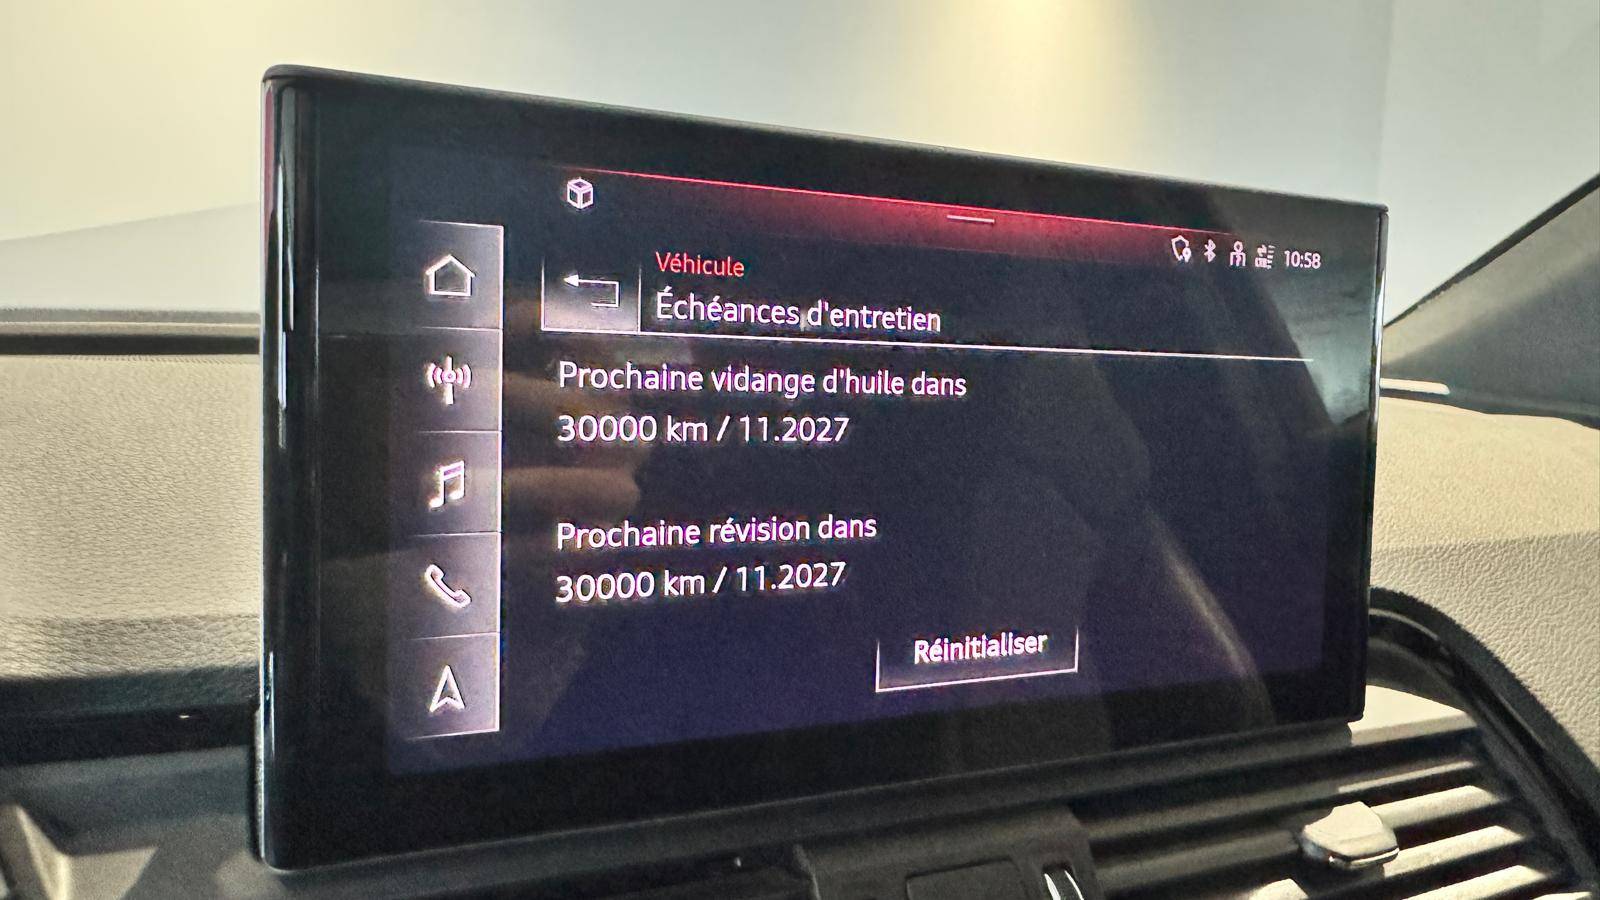 10:58
Véhicule
Échéances d'entretien
Prochaine vidange d'huile dans
30000 km / 11.2027
Prochaine révision dans
30000 km / 11.2027
Réinitialiser